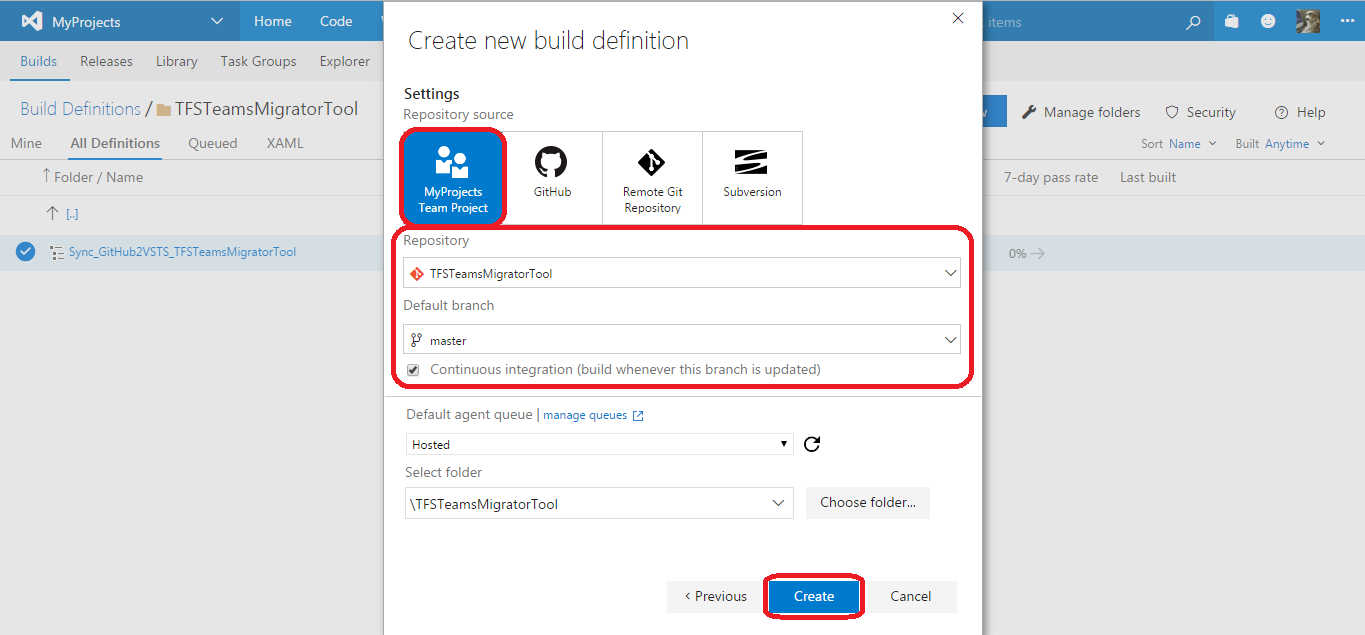 MyProjects
Home
Code
items
Builds
Releases
Library
Task Groups
Explorer
Build Definitions / TFSTeamsMigratorTool
Mine
All Definitions
Queued
XAML
Folder / Name
[..]
Sync_GitHub2VSTS_TFSTeamsMigratorTool
Create new build definition
Settings
Repository source
MyProjects
Team Project
GitHub
Remote Git
Repository
Subversion
Repository
TFSTeamsMigratorTool
Default branch
master
Continuous integration (build whenever this branch is updated)
Default agent queue | manage queues
Hosted
Select folder
\TFSTeamsMigratorTool
Choose folder...
< Previous
Create
Cancel
Manage folders
Security
Help
Sort Name
Built Anytime
7-day pass rate
Last built
0%